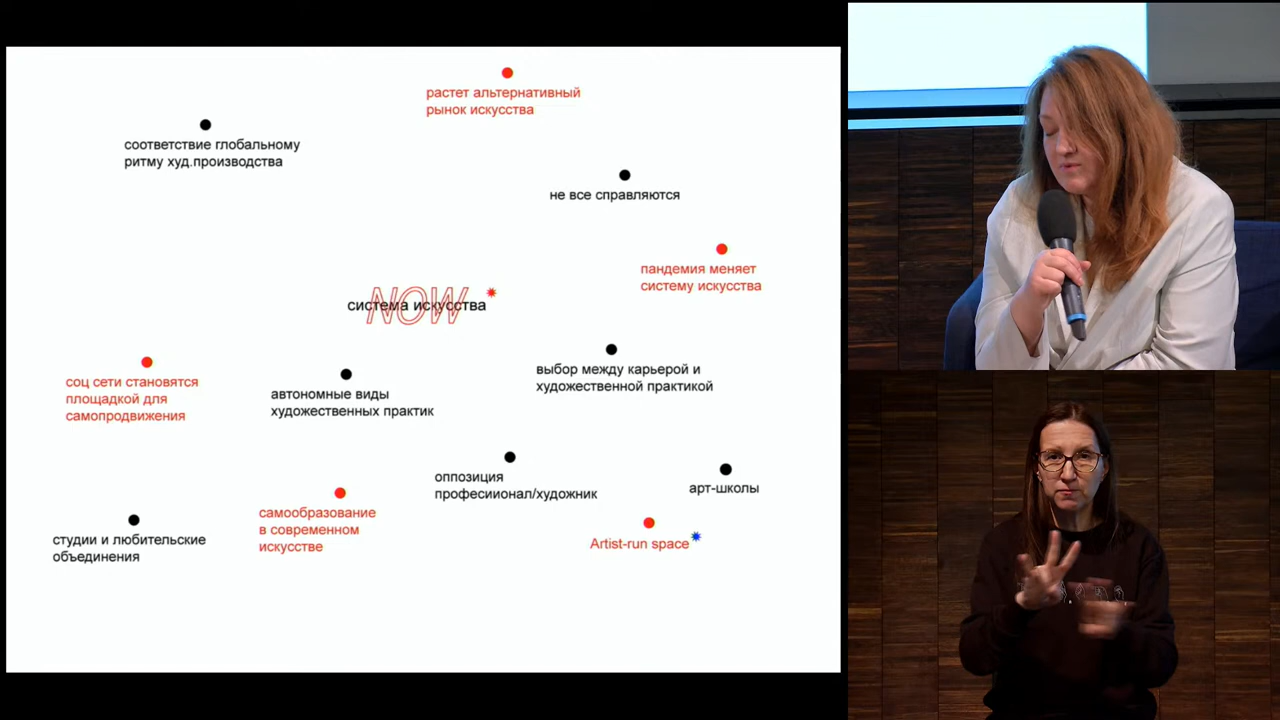 растет альтернативный
рынок искусства
соответствие глобальному
ритму худ.производства
не все справляются
пандемия меняет
систему искусства
NOW
система искусства
соц сети становятся
площадкой для
самопродвижения
автономные виды
художественных практик
выбор между карьерой и
художественной практикой
оппозиция
професиионал/художник
арт-школы
самообразование
в современном
искусстве
студии и любительские
объединения
Artist-run space